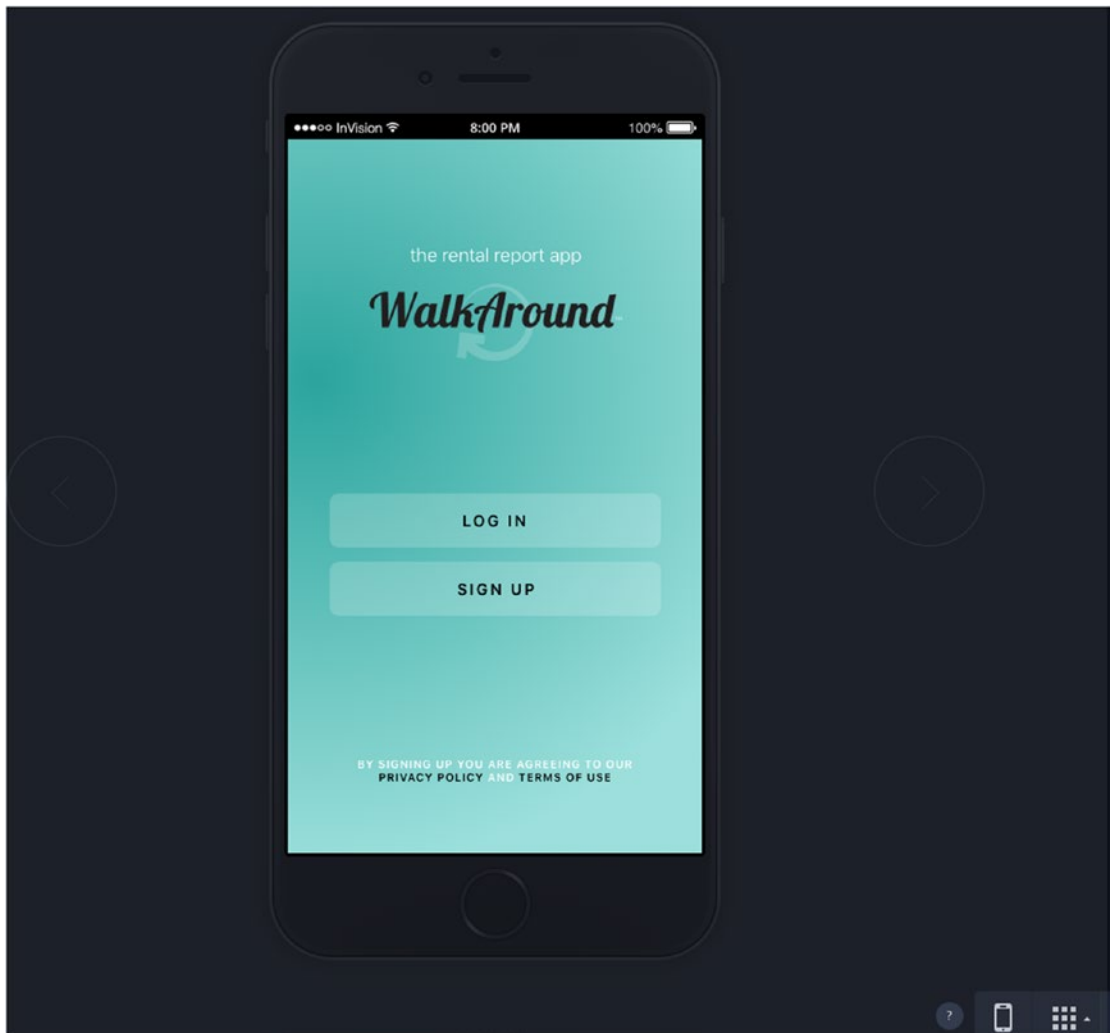 InVision 8:00 PM 100%
the rental report app
WalkAround
LOG IN
SIGN UP
BY SIGNING UP YOU ARE AGREEING TO OUR
PRIVACY POLICY AND TERMS OF USE
?